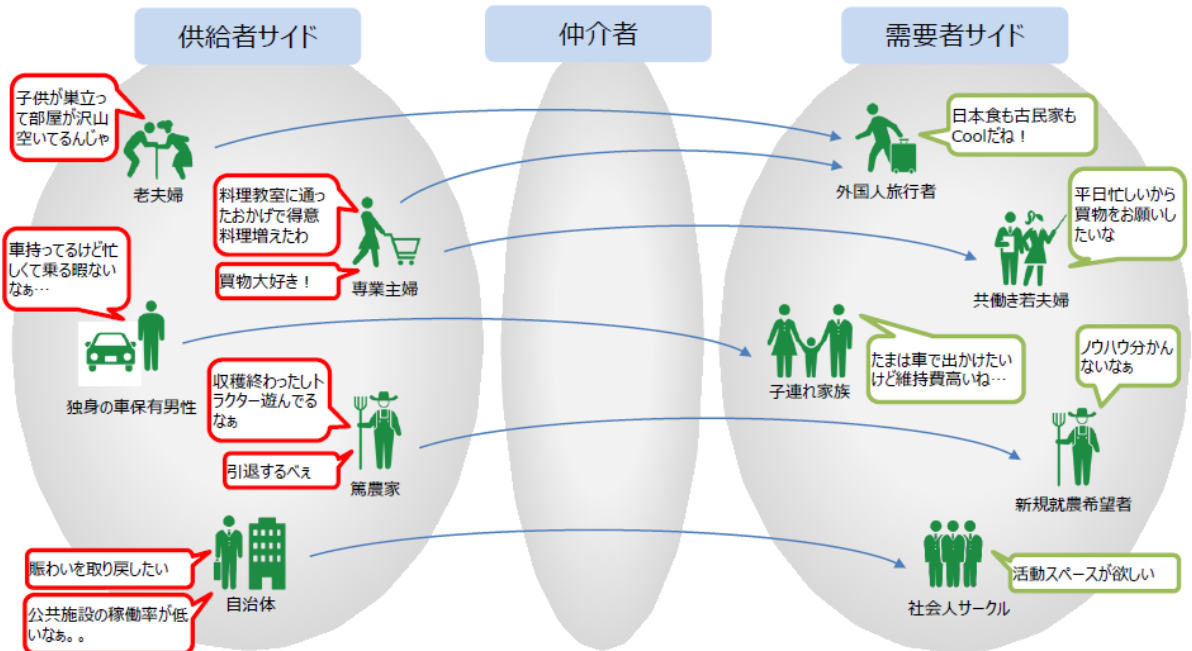 供給者サイド
仲介者
需要者サイド
子供が巣立っ
て部屋が沢山
空いてるんじゃ
老夫婦
料理教室に通っ
たおかげで得意
料理増えたわ
買物大好き！
専業主婦
車持ってるけど忙
しくて乗る暇ない
なぁ…
独身の車保有男性
収穫終わったしト
ラクター遊んでる
なぁ
引退するべぇ
篤農家
賑わいを取り戻したい
公共施設の稼働率が低
いなぁ。。
自治体
日本食も古民家も
Coolだね！
外国人旅行者
平日忙しいから
買物をお願いし
たいな
共働き若夫婦
たまは車で出かけたい
けど維持費高いね…
子連れ家族
ノウハウ分かん
ないなぁ
新規就農希望者
活動スペースが欲しい
社会人サークル